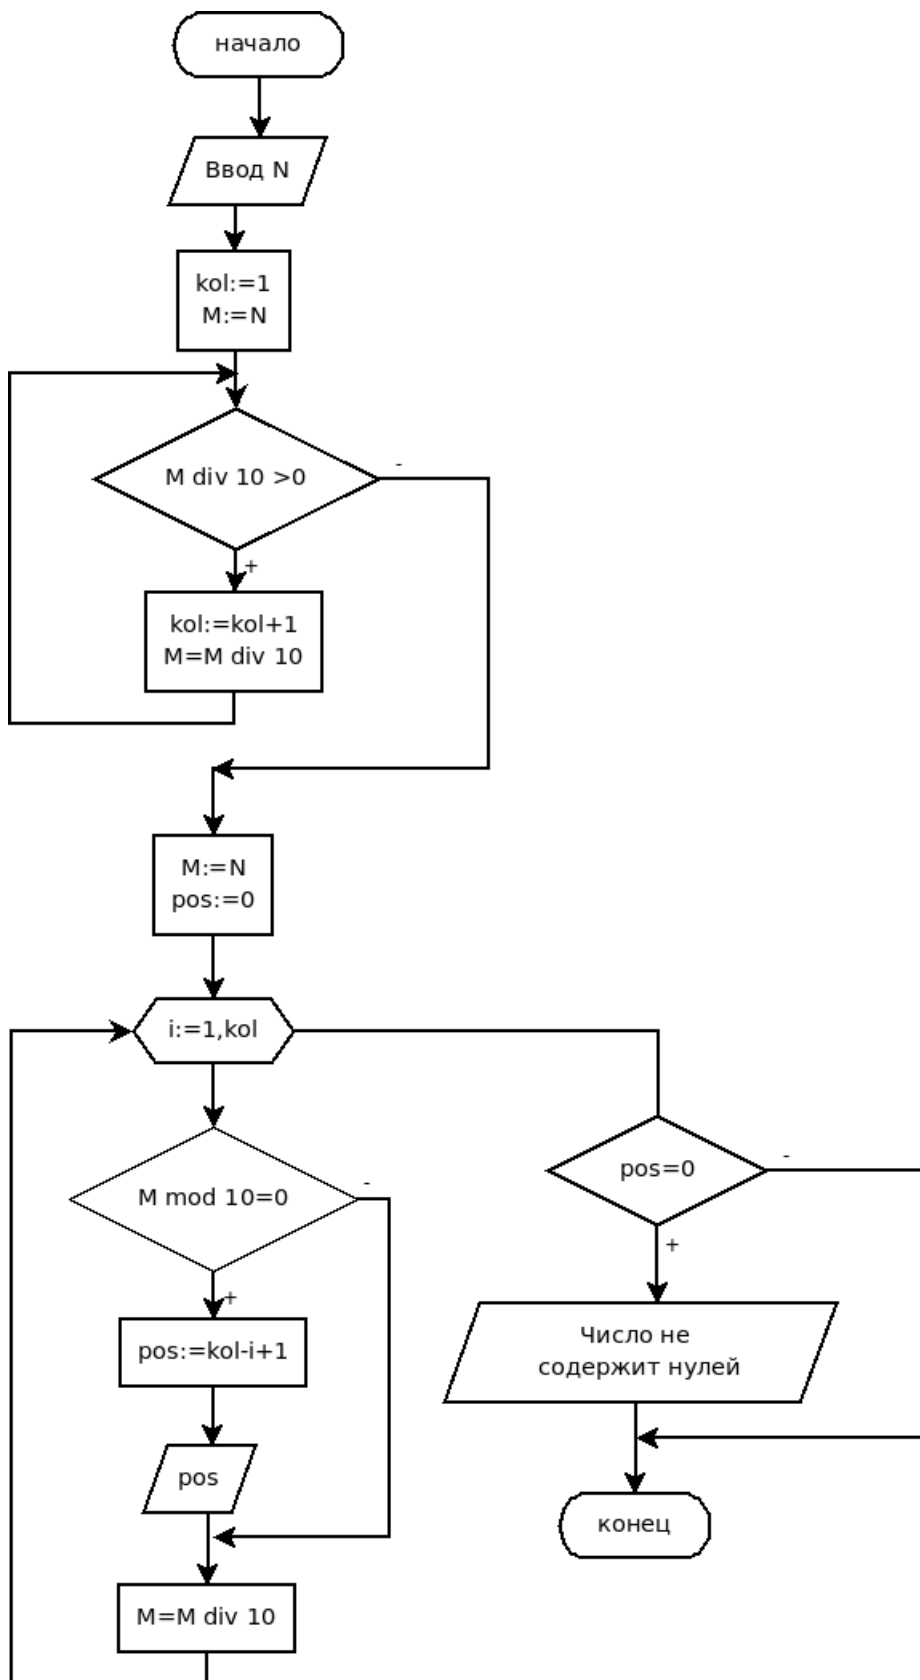 начало
Ввод N
kol:=1
M:=N
M div 10 >0
-
+
kol:=kol+1
M=M div 10
M:=N
pos:=0
i:=1,kol
M mod 10=0
-
+
pos:=kol-i+1
pos
M=M div 10
pos=0
-
+
Число не
содержит нулей
конец